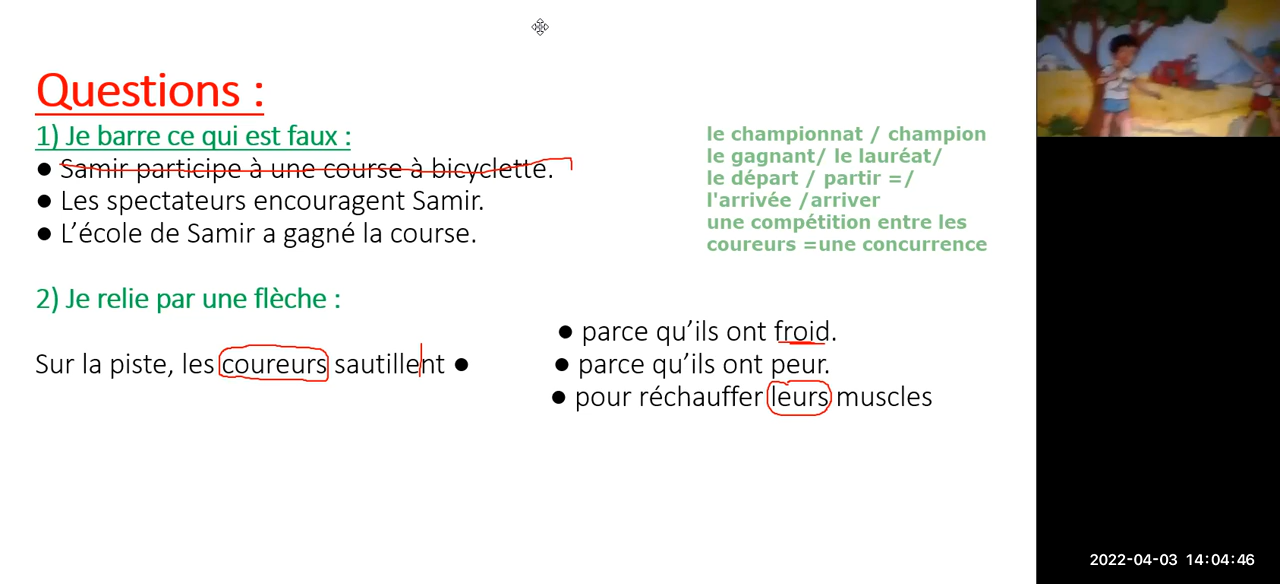 Questions :
1) Je barre ce qui est faux :
● Samir participe à une course à bicyclette.
● Les spectateurs encouragent Samir.
● L’école de Samir a gagné la course.
le championnat / champion
le gagnant/ le lauréat/
le départ / partir =/
l'arrivée /arriver
une compétition entre les
coureurs =une concurrence
2) Je relie par une flèche :
Sur la piste, les coureurs sautillent ●
● parce qu’ils ont froid.
● parce qu’ils ont peur.
● pour réchauffer leurs muscles
2022-04-03 14:04:46